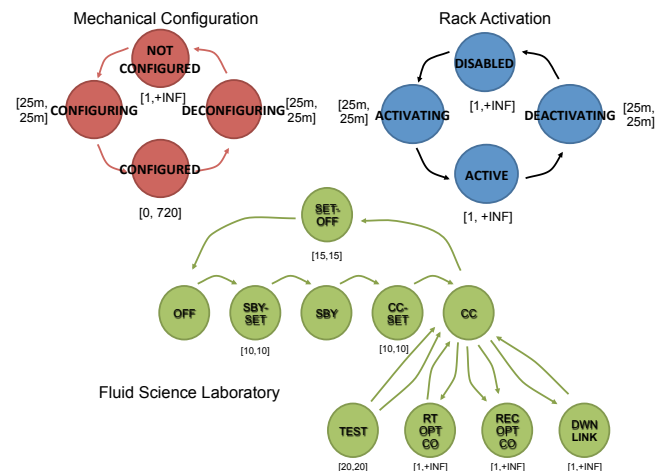 Mechanical Configuration
Rack Activation
NOT
CONFIGURED
[1,+INF]
[25m,
25m]
CONFIGURING
DECONFIGURING
[25m,
25m]
CONFIGURED
[0, 720]
DISABLED
[1,+INF]
[25m,
25m]
ACTIVATING
DEACTIVATING
[25m,
25m]
ACTIVE
[1, +INF]
SET-
OFF
[15,15]
OFF
SBY-
SET
[10,10]
SBY
CC-
SET
[10,10]
CC
Fluid Science Laboratory
TEST
[20,20]
RT
OPT
CO
[1,+INF]
REC
OPT
CO
[1,+INF]
DWN
LINK
[1,+INF]